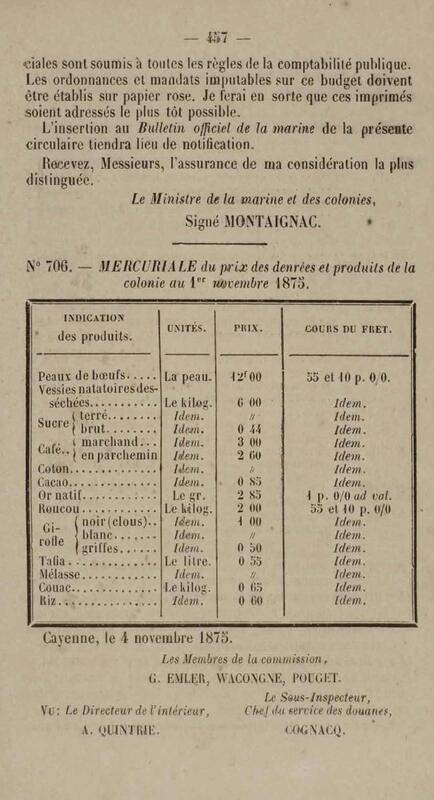 — 457 —
ciales sont soumis à toutes les règles de la comptabilité publique.
Les ordonnances et mandats imputables sur ce budget doivent
être établis sur papier rose. Je ferai en sorte que ces imprimés
soient adressés le plus tôt possible.
L'insertion au Bulletin officiel de la marine de la présente
circulaire tiendra lieu de notification.
Recevez, Messieurs, l'assurance de ma considération la plus
distinguée.
Le Ministre de la marine et des colonies,
Signé MONTAIGNAC.
N° 706. — MERCURIALE du prix des denrées et produits de la
colonie au 1er novembre 1875.
INDICATION des produits. UNITÉS. PRIX. COURS DU FRET.
Peaux de bœufs..... La peau. 12f 00 55 et 10 p. 0/0.
Vessies natatoires des-
séchées........... Le kilog. 6 00 Idem.
Sucre { terré........ Idem. " Idem.
brut........ Idem. 0 44 Idem.
Café.. { marchand... Idem. 3 00 Idem.
en parchemin Idem. 2 60 Idem.
Coton.............. Idem. " Idem.
Cacao.............. Idem. 0 85 Idem.
Or natif........... Le gr. 2 85 1 p. 0/0 ad val.
Roucou............ Le kilog. 2 00 55 et 10 p. 0/0
Gi-rofle { noir (clous).. Idem. 1 00 Idem.
blanc....... Idem. " Idem.
griffes...... Idem. 0 50 Idem.
Tafia.............. Le litre. 0 55 Idem.
Mélasse............ Idem. " Idem.
Couac............. Le kilog. 0 65 Idem.
Riz................ Idem. 0 60 Idem.
Cayenne, le 4 novembre 1875.
Les Membres de la commission,
G. EMLER, WACONGNE, POUGET.
Le Sous-Inspecteur,
Vu: Le Directeur de l'intérieur, Chef du service des douanes,
A. QUINTRIE. COGNACQ.